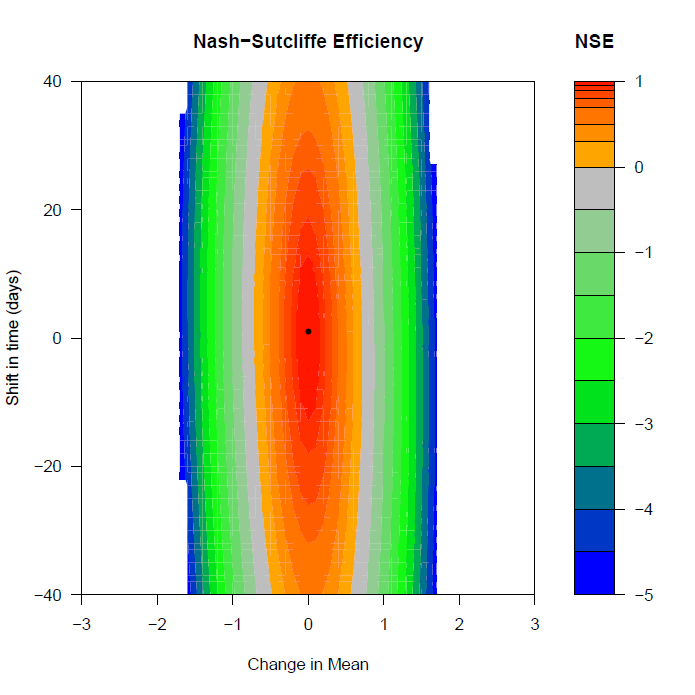 Nash−Sutcliffe Efficiency
NSE
40
20
0
−20
−40
Shift in time (days)
−3 −2 −1 0 1 2 3
Change in Mean
1
0
−1
−2
−3
−4
−5